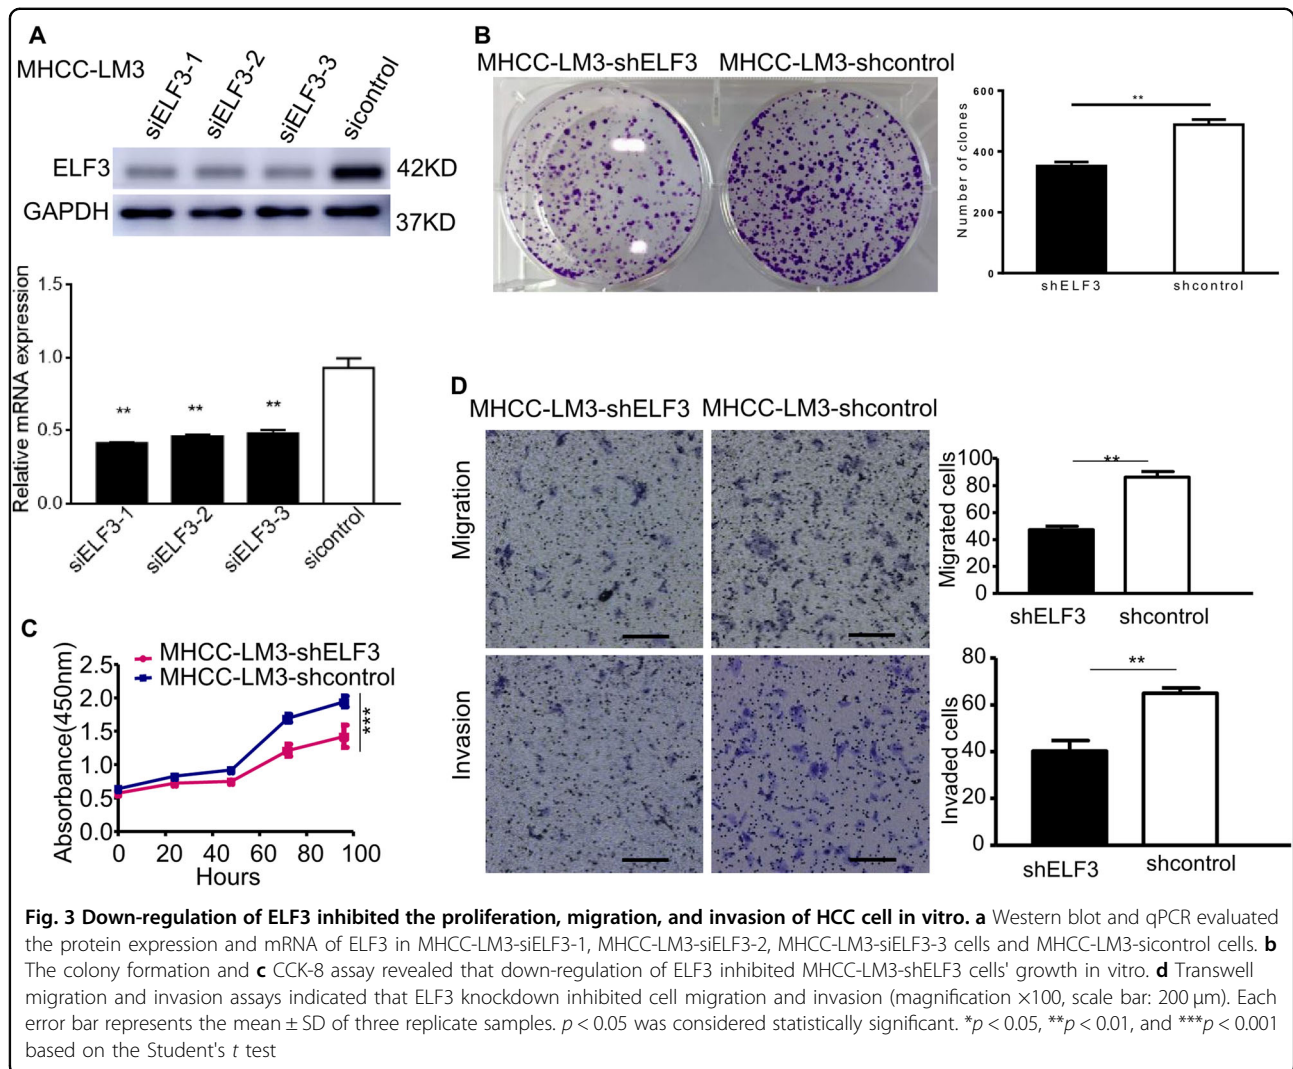 A
MHCC-LM3
siELF3-1
siELF3-2
siELF3-3
sicontrol
ELF3
42KD
GAPDH
37KD
Relative mRNA expression
1.5
1.0
0.5
0.0
**
**
**
siELF3-1
siELF3-2
siELF3-3
sicontrol
B
MHCC-LM3-shELF3 MHCC-LM3-shcontrol
Number of clones
600
400
200
0
**
shELF3
shcontrol
C
MHCC-LM3-shELF3
MHCC-LM3-shcontrol
Absorbance(450nm)
2.5
2.0
1.5
1.0
0.5
0.0
***
0 20 40 60 80 100
Hours
D
MHCC-LM3-shELF3 MHCC-LM3-shcontrol
Migration
Invasion
Migrated cells
100
80
60
40
20
0
**
shELF3
shcontrol
Invaded cells
80
60
40
20
0
**
shELF3
shcontrol
Fig. 3 Down-regulation of ELF3 inhibited the proliferation, migration, and invasion of HCC cell in vitro. a Western blot and qPCR evaluated
the protein expression and mRNA of ELF3 in MHCC-LM3-siELF3-1, MHCC-LM3-siELF3-2, MHCC-LM3-siELF3-3 cells and MHCC-LM3-sicontrol cells. b
The colony formation and c CCK-8 assay revealed that down-regulation of ELF3 inhibited MHCC-LM3-shELF3 cells' growth in vitro. d Transwell
migration and invasion assays indicated that ELF3 knockdown inhibited cell migration and invasion (magnification ×100, scale bar: 200 μm). Each
error bar represents the mean ± SD of three replicate samples. p < 0.05 was considered statistically significant. *p < 0.05, **p < 0.01, and ***p < 0.001
based on the Student's t test